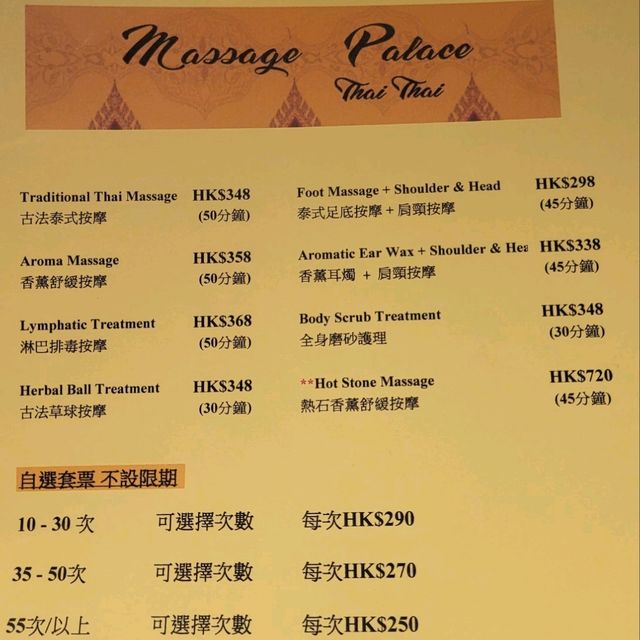 Massage Palace
Thai Thai
Traditional Thai Massage HK$348
古法泰式按摩 (50分鐘)
Aroma Massage HK$358
香薰舒緩按摩 (50分鐘)
Lymphatic Treatment HK$368
淋巴排毒按摩 (50分鐘)
Herbal Ball Treatment HK$348
古法草球按摩 (30分鐘)
Foot Massage + Shoulder & Head HK$298
泰式足底按摩 + 肩頸按摩 (45分鐘)
Aromatic Ear Wax + Shoulder & Hea HK$338
香薰耳燭 + 肩頸按摩 (45分鐘)
Body Scrub Treatment HK$348
全身磨砂護理 (30分鐘)
**Hot Stone Massage HK$720
熱石香薰舒緩按摩 (45分鐘)
自選套票 不設限期
10 - 30 次 可選擇次數 每次HK$290
35 - 50次 可選擇次數 每次HK$270
55次/以上 可選擇次數 每次HK$250